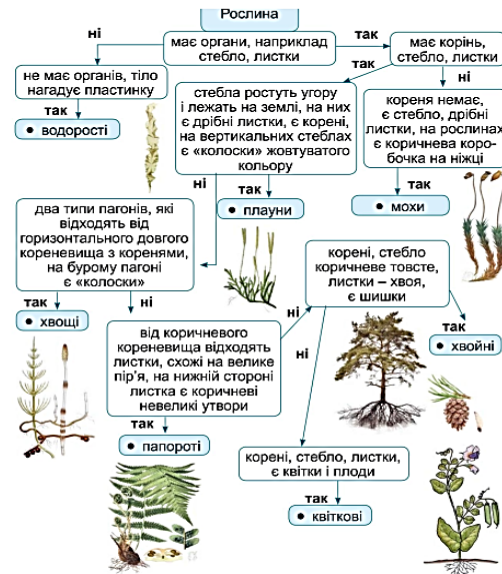 Рослина
ні
має органи, наприклад
стебло, листки
так
має корінь,
стебло, листки
не має органів, тіло
нагадує пластинку
так
• водорості
так
стебла ростуть угору
і лежать на землі, на них
є дрібні листки, є корені,
на вертикальних стеблах
є «колоски» жовтуватого
кольору
ні
кореня немає,
є стебло, дрібні
листки, на рослинах
є коричнева коро-
бочка на ніжці
так
• мохи
так
• плауни
ні
два типи пагонів, які
відходять від
горизонтального довгого
кореневища з коренями,
на бурому пагоні
є «колоски»
так
• хвощі
ні
від коричневого
кореневища відходять
листки, схожі на велике
пір’я, на нижній стороні
листка є коричневі
невеликі утвори
так
• папороті
ні
корені, стебло
коричневе товсте,
листки – хвоя,
є шишки
так
• хвойні
ні
корені, стебло, листки,
є квітки і плоди
так
• квіткові